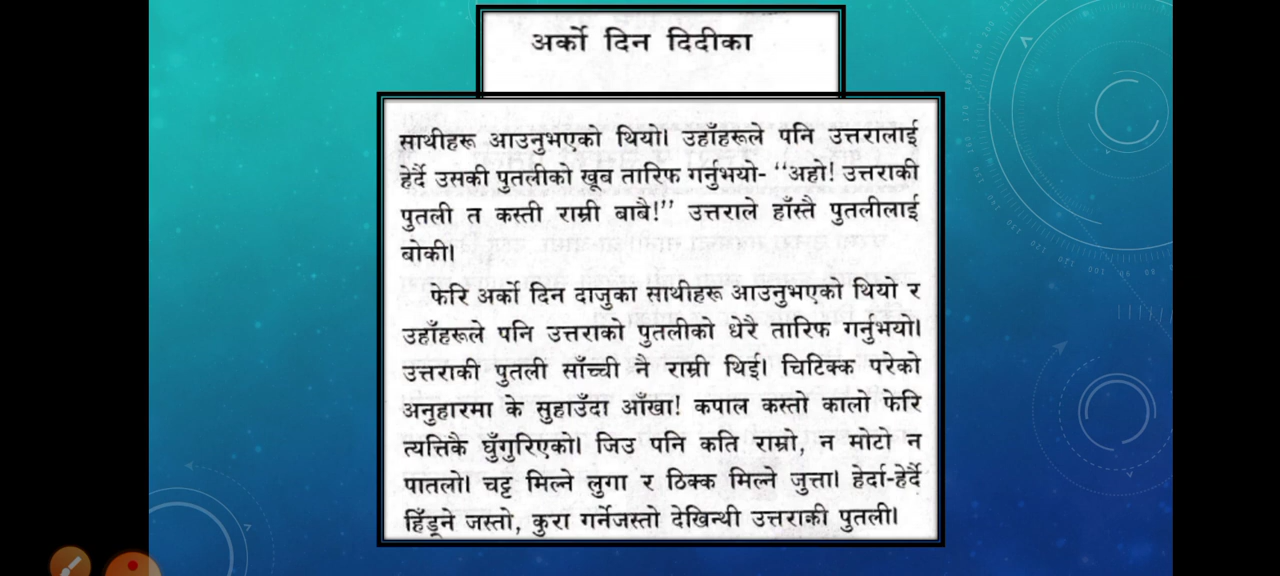 अर्को दिन दिदीका
साथीहरू आउनुभएको थियो। उहाँहरूले पनि उत्तरालाई
हेर्दै उसकी पुतलीको खूब तारिफ गर्नुभयो- “अहो! उत्तराकी
पुतली त कस्ती राम्री बाबै!” उत्तराले हाँस्तै पुतलीलाई
बोकी।
फेरि अर्को दिन दाजुका साथीहरू आउनुभएको थियो र
उहाँहरूले पनि उत्तराको पुतलीको धेरै तारिफ गर्नुभयो।
उत्तराकी पुतली साँच्ची नै राम्री थिई। चिटिक्क परेको
अनुहारमा के सुहाउँदा आँखा! कपाल कस्तो कालो फेरि
त्यत्तिकै घुँगुरिएको। जिउ पनि कति राम्रो, न मोटो न
पातलो। चट्ट मिल्ने लुगा र ठिक्क मिल्ने जुत्ता। हेर्दा-हेर्दै
हिँड्ने जस्तो, कुरा गर्नेजस्तो देखिन्थी उत्तराकी पुतली।